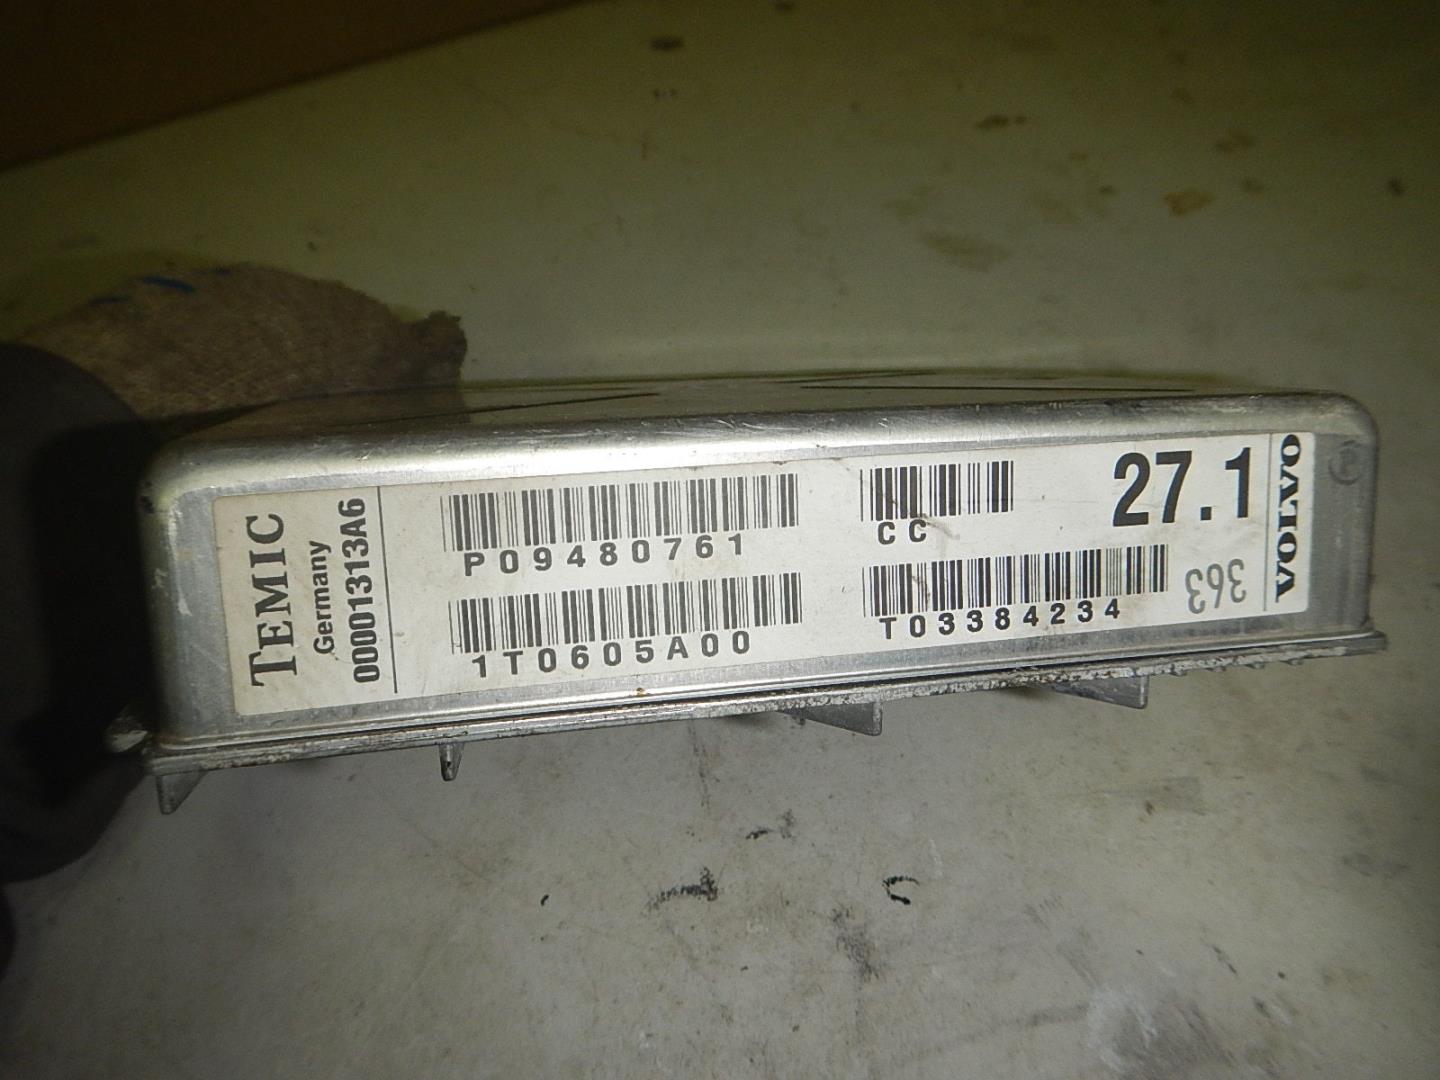 TEMIC
Germany
00001313A6
P09480761
1T0605A00
CC
T03384234
27.1
363
VOLVO